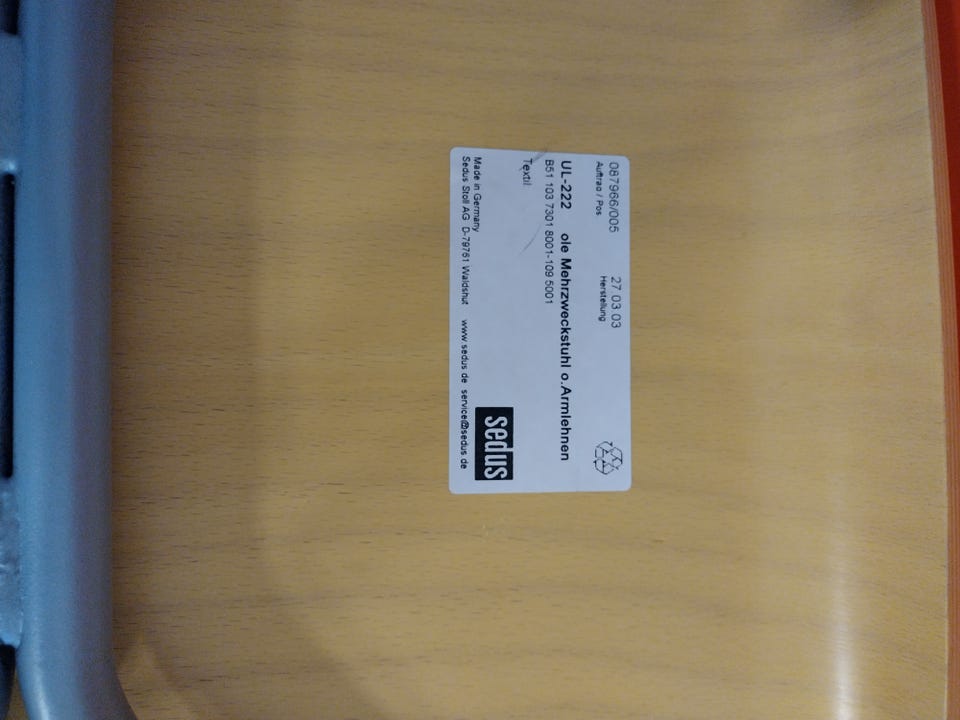 087966/005 27 03 03
Auftrag / Pos Herstellung
UL-222 ole Mehrzweckstuhl o.Armlehnen
B51 103 7301 8001-109 5001
Textil
sedus
Made in Germany
Sedus Stoll AG D-79761 Waldshut www.sedus de service@sedus de